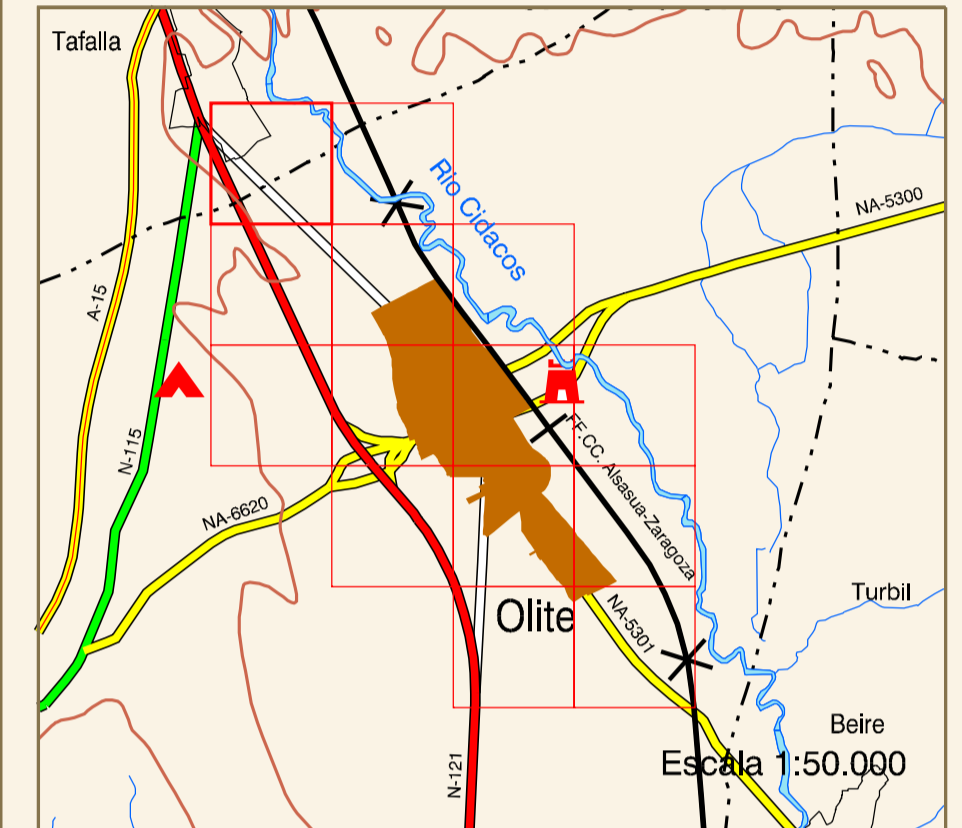 Tafalla
Rio Cidacos
NA-5300
A-15
N-115
FF.CC. Alsasua-Zaragoza
NA-6620
Turbil
Olite
NA-5301
Beire
Escala 1:50.000
N-121